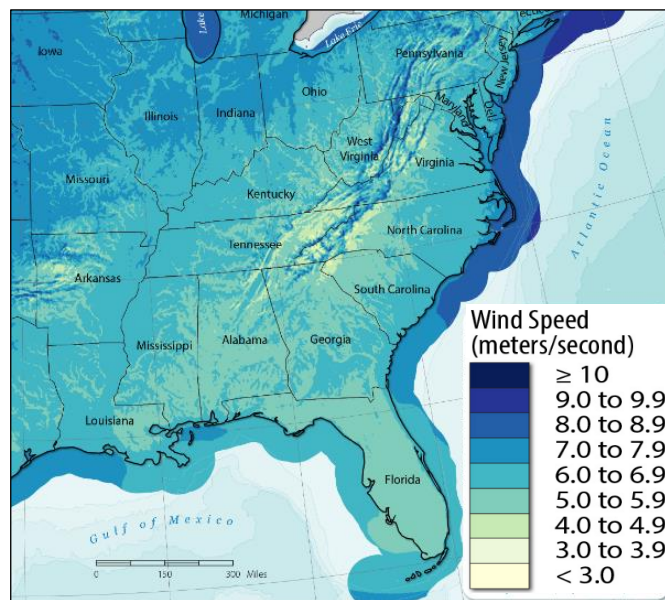 Michigan
Lake
Lake Erie
Iowa
Pennsylvania
New Jersey
Ohio
Illinois
Indiana
Maryland
Del.
West
Virginia
Virginia
Missouri
Kentucky
Atlantic Ocean
North Carolina
Tennessee
Arkansas
South Carolina
Mississippi
Alabama
Georgia
Louisiana
Florida
Gulf of Mexico
0 150 300 Miles
Wind Speed
(meters/second)
≥ 10
9.0 to 9.9
8.0 to 8.9
7.0 to 7.9
6.0 to 6.9
5.0 to 5.9
4.0 to 4.9
3.0 to 3.9
< 3.0